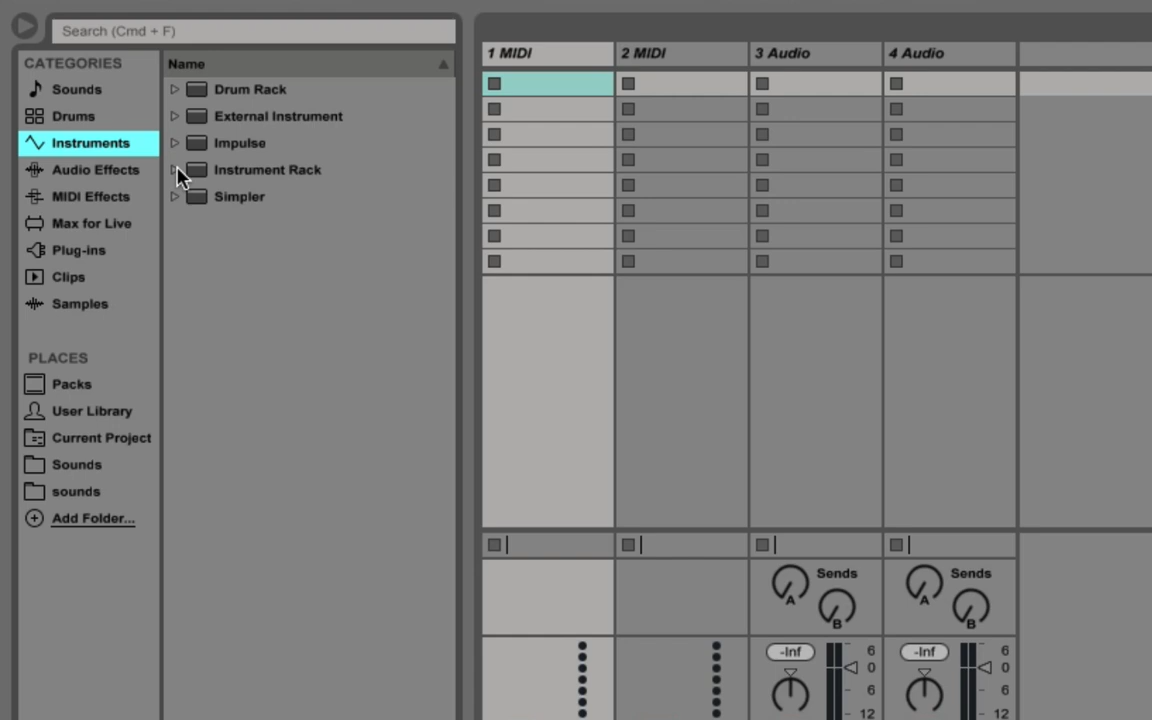 Search (Cmd + F)
CATEGORIES
Sounds
Drums
Instruments
Audio Effects
MIDI Effects
Max for Live
Plug-ins
Clips
Samples
PLACES
Packs
User Library
Current Project
Sounds
sounds
Add Folder...
Name
Drum Rack
External Instrument
Impulse
Instrument Rack
Simpler
1 MIDI 2 MIDI 3 Audio 4 Audio
Sends Sends
A B A B
-Inf 6 -Inf 6
0 0
6 6
12 12